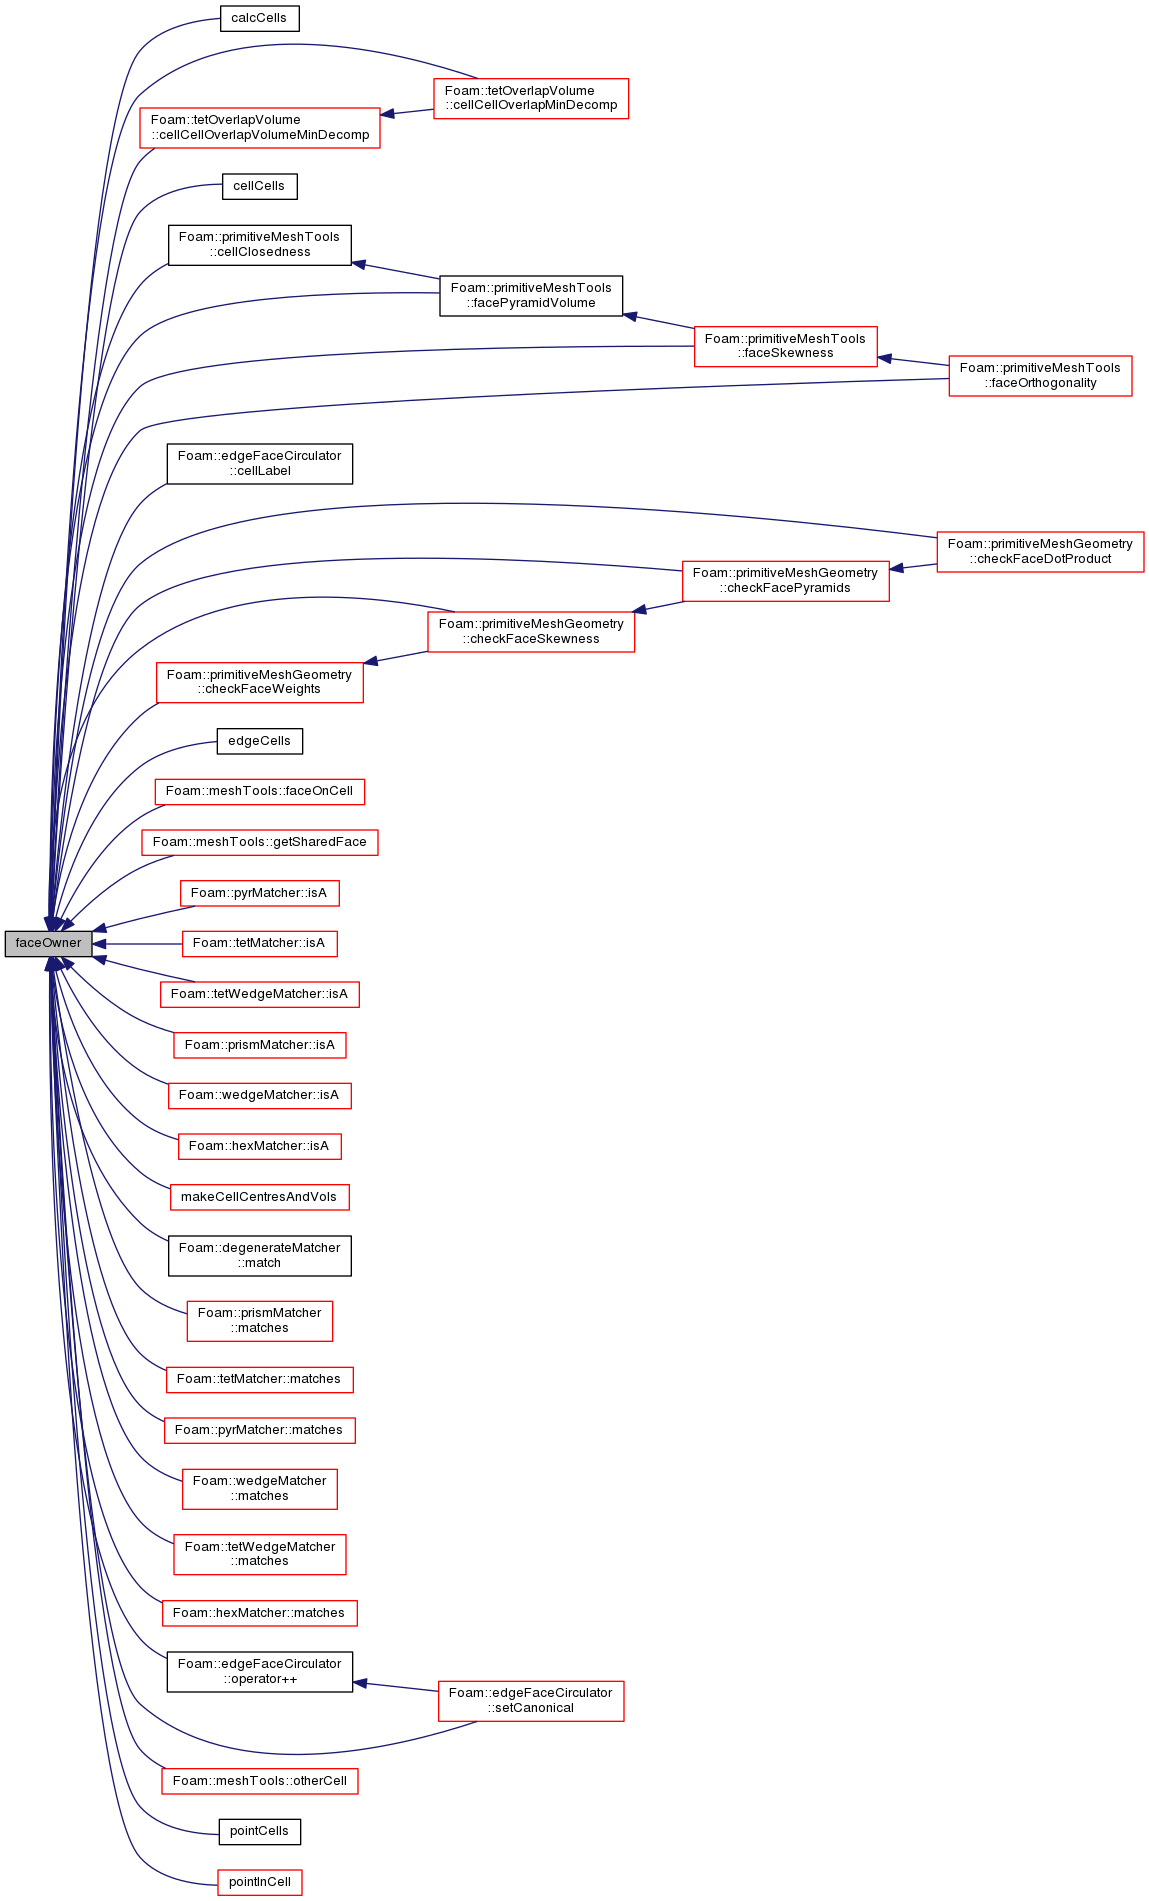 calcCells
Foam::tetOverlapVolume
::cellCellOverlapMinDecomp
Foam::tetOverlapVolume
::cellCellOverlapVolumeMinDecomp
cellCells
Foam::primitiveMeshTools
::cellClosedness
Foam::primitiveMeshTools
::facePyramidVolume
Foam::primitiveMeshTools
::faceSkewness
Foam::primitiveMeshTools
::faceOrthogonality
Foam::edgeFaceCirculator
::cellLabel
Foam::primitiveMeshGeometry
::checkFaceDotProduct
Foam::primitiveMeshGeometry
::checkFacePyramids
Foam::primitiveMeshGeometry
::checkFaceSkewness
Foam::primitiveMeshGeometry
::checkFaceWeights
edgeCells
Foam::meshTools::faceOnCell
Foam::meshTools::getSharedFace
Foam::pyrMatcher::isA
faceOwner
Foam::tetMatcher::isA
Foam::tetWedgeMatcher::isA
Foam::prismMatcher::isA
Foam::wedgeMatcher::isA
Foam::hexMatcher::isA
makeCellCentresAndVols
Foam::degenerateMatcher
::match
Foam::prismMatcher
::matches
Foam::tetMatcher::matches
Foam::pyrMatcher::matches
Foam::wedgeMatcher
::matches
Foam::tetWedgeMatcher
::matches
Foam::hexMatcher::matches
Foam::edgeFaceCirculator
::operator++
Foam::edgeFaceCirculator
::setCanonical
Foam::meshTools::otherCell
pointCells
pointInCell